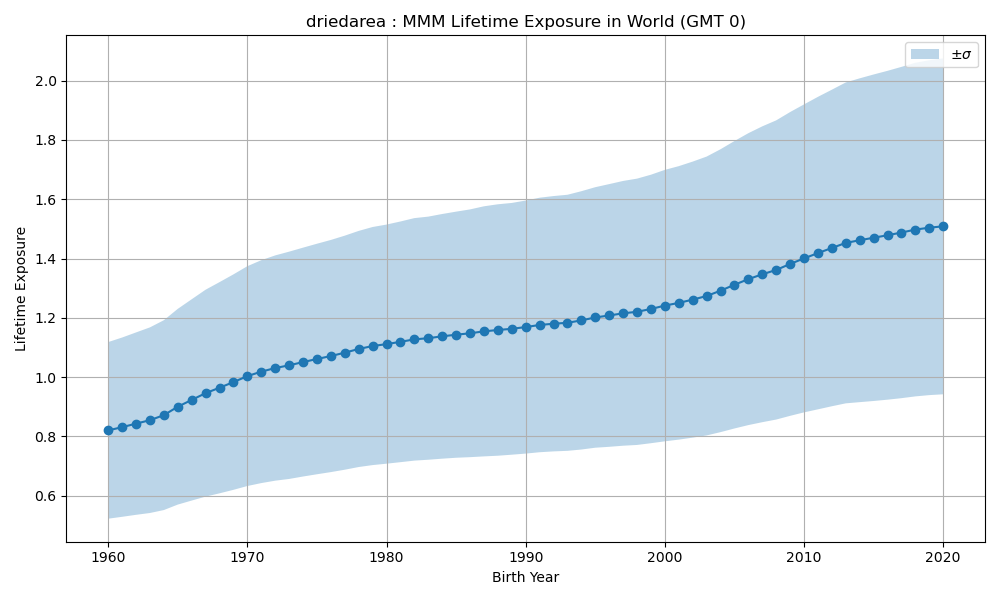 driedarea : MMM Lifetime Exposure in World (GMT 0)
±σ
Lifetime Exposure
2.0
1.8
1.6
1.4
1.2
1.0
0.8
0.6
1960 1970 1980 1990 2000 2010 2020
Birth Year